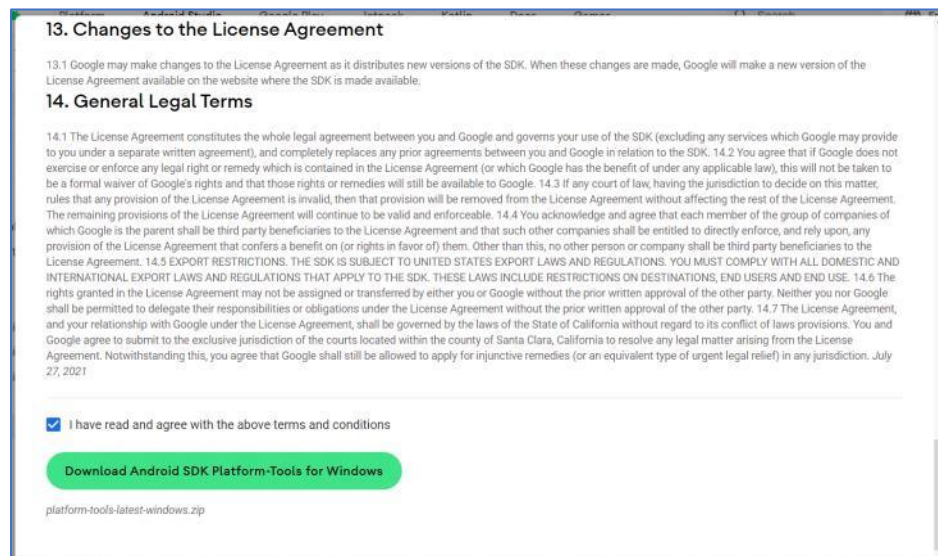 Platform Android Studio Google Play Jetpack Kotlin Docs Games Search
13. Changes to the License Agreement
13.1 Google may make changes to the License Agreement as it distributes new versions of the SDK. When these changes are made, Google will make a new version of the
License Agreement available on the website where the SDK is made available.
14. General Legal Terms
14.1 The License Agreement constitutes the whole legal agreement between you and Google and governs your use of the SDK (excluding any services which Google may provide
to you under a separate written agreement), and completely replaces any prior agreements between you and Google in relation to the SDK. 14.2 You agree that if Google does not
exercise or enforce any legal right or remedy which is contained in the License Agreement (or which Google has the benefit of under any applicable law), this will not be taken to
be a formal waiver of Google's rights and that those rights or remedies will still be available to Google. 14.3 If any court of law, having the jurisdiction to decide on this matter,
rules that any provision of the License Agreement is invalid, then that provision will be removed from the License Agreement without affecting the rest of the License Agreement.
The remaining provisions of the License Agreement will continue to be valid and enforceable. 14.4 You acknowledge and agree that each member of the group of companies of
which Google is the parent shall be third party beneficiaries to the License Agreement and that such other companies shall be entitled to directly enforce, and rely upon, any
provision of the License Agreement that confers a benefit on (or rights in favor of) them. Other than this, no other person or company shall be third party beneficiaries to the
License Agreement. 14.5 EXPORT RESTRICTIONS. THE SDK IS SUBJECT TO UNITED STATES EXPORT LAWS AND REGULATIONS. YOU MUST COMPLY WITH ALL DOMESTIC AND
INTERNATIONAL EXPORT LAWS AND REGULATIONS THAT APPLY TO THE SDK. THESE LAWS INCLUDE RESTRICTIONS ON DESTINATIONS, END USERS AND END USE. 14.6 The
rights granted in the License Agreement may not be assigned or transferred by either you or Google without the prior written approval of the other party. Neither you nor Google
shall be permitted to delegate their responsibilities or obligations under the License Agreement without the prior written approval of the other party. 14.7 The License Agreement,
and your relationship with Google under the License Agreement, shall be governed by the laws of the State of California without regard to its conflict of laws provisions. You and
Google agree to submit to the exclusive jurisdiction of the courts located within the county of Santa Clara, California to resolve any legal matter arising from the License
Agreement. Notwithstanding this, you agree that Google shall still be allowed to apply for injunctive remedies (or an equivalent type of urgent legal relief) in any jurisdiction. July
27, 2021
I have read and agree with the above terms and conditions
Download Android SDK Platform-Tools for Windows
platform-tools-latest-windows.zip